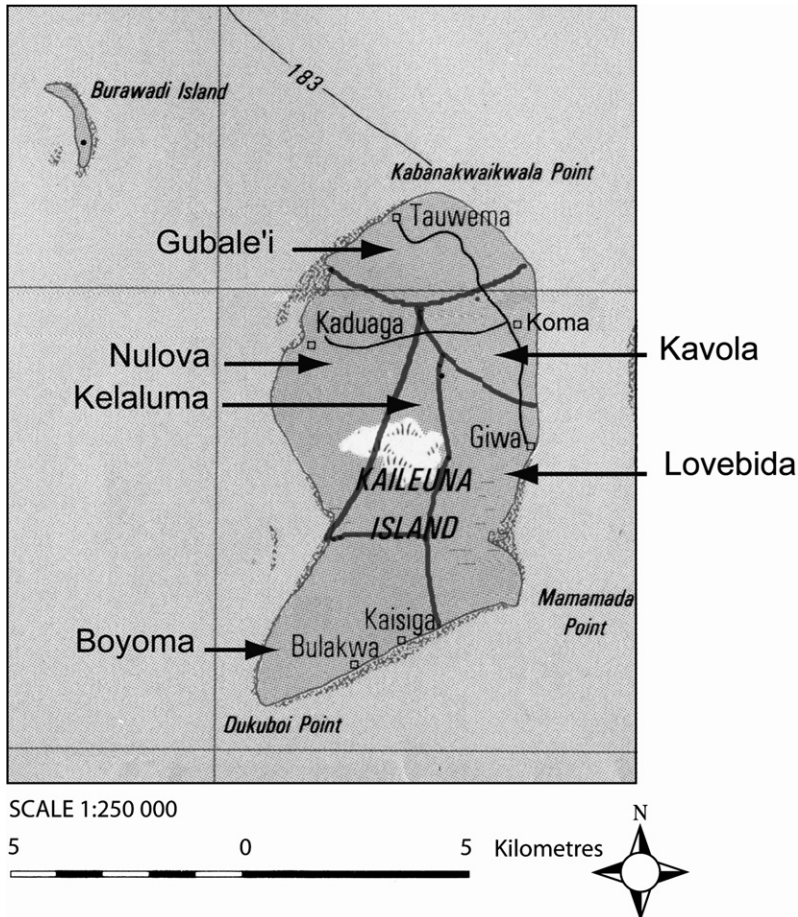 183
Burawadi Island
Kabanakwaikwala Point
Tauwema
Gubale'i
Kaduaga
Koma
Nulova
Kavola
Kelaluma
Giwa
Lovebida
KAILEUNA
ISLAND
Mamamada
Point
Kaisiga
Boyoma
Bulakwa
Dukuboi Point
SCALE 1:250 000
N
5 0 5 Kilometres